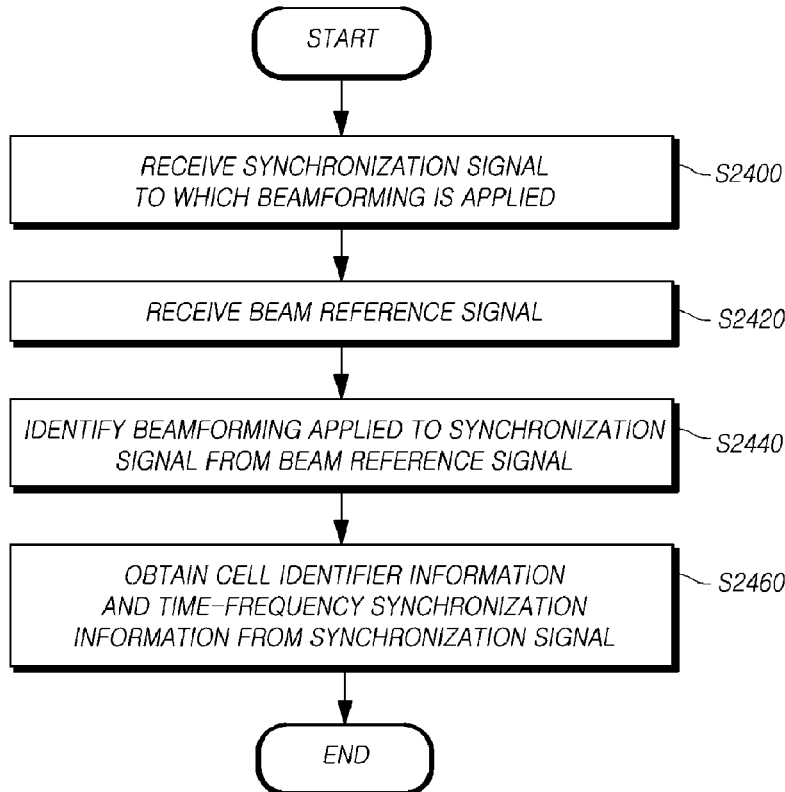 START
RECEIVE SYNCHRONIZATION SIGNAL
TO WHICH BEAMFORMING IS APPLIED
S2400
RECEIVE BEAM REFERENCE SIGNAL
S2420
IDENTIFY BEAMFORMING APPLIED TO SYNCHRONIZATION
SIGNAL FROM BEAM REFERENCE SIGNAL
S2440
OBTAIN CELL IDENTIFIER INFORMATION
AND TIME-FREQUENCY SYNCHRONIZATION
INFORMATION FROM SYNCHRONIZATION SIGNAL
S2460
END